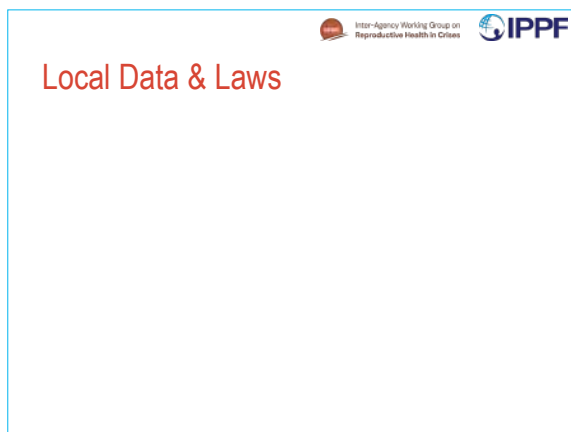 Inter-Agency Working Group on
Reproductive Health in Crises
IPPF
Local Data & Laws